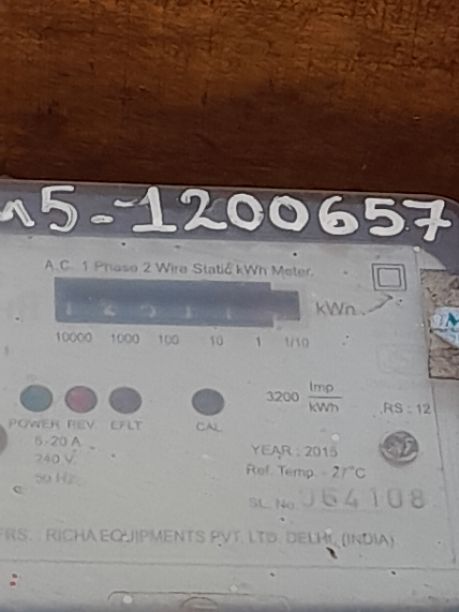 5-1200657
A.C. 1 Phase 2 Wire Static kWh Meter.
kWh
10000 1000 100 10 1 1/10
3200 Imp/kWh
RS : 12
POWER REV. EFLT CAL
5-20 A
240 V.
50 Hz.
YEAR : 2015
Ref. Temp. - 27°C
SL. No. 064108
FRS. : RICHA EQUIPMENTS PVT. LTD. DELHI, (INDIA)